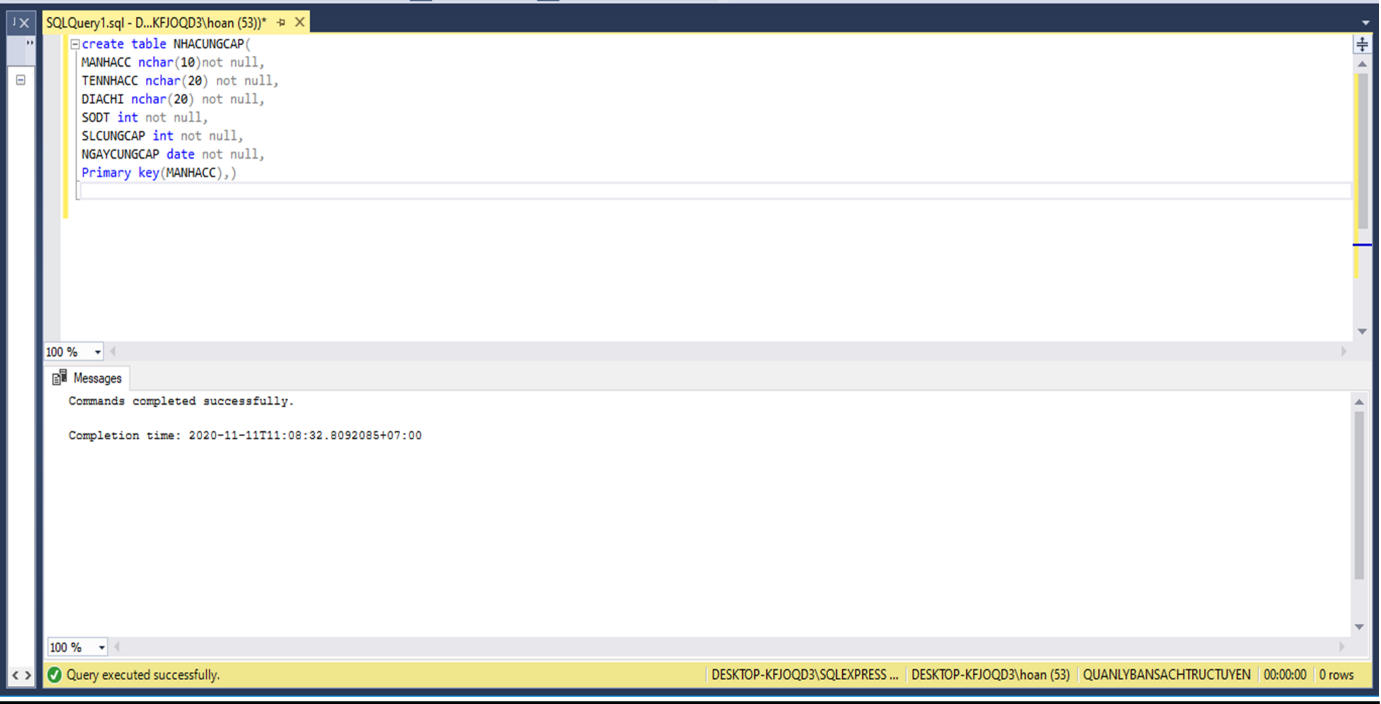 SQLQuery1.sql - D...KFJOQD3\hoan (53))*
create table NHACUNGCAP(
MANHACC nchar(10)not null,
TENNHACC nchar(20) not null,
DIACHI nchar(20) not null,
SODT int not null,
SLCUNGCAP int not null,
NGAYCUNGCAP date not null,
Primary key(MANHACC),)
100 %
Messages
Commands completed successfully.
Completion time: 2020-11-11T11:08:32.8092085+07:00
100 %
Query executed successfully. DESKTOP-KFJOQD3\SQLEXPRESS ... DESKTOP-KFJOQD3\hoan (53) QUANLYBANSACHTRUCTUYEN 00:00:00 0 rows